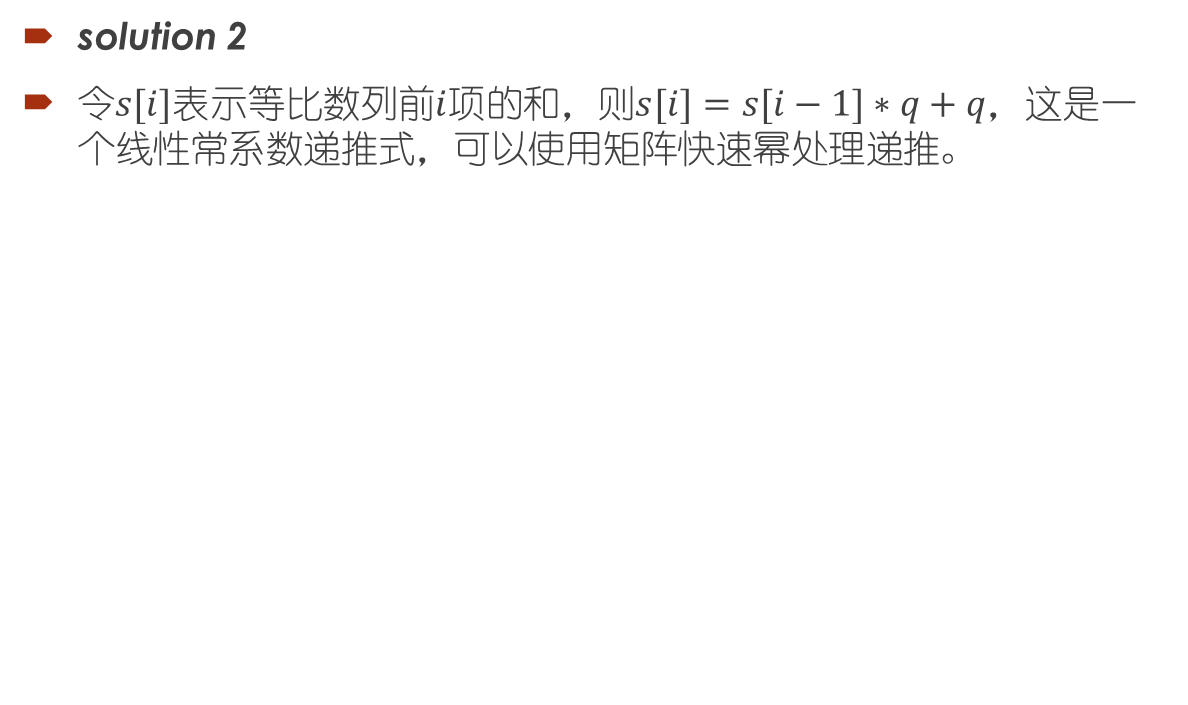 solution 2
令s[i]表示等比数列前i项的和，则s[i] = s[i − 1] ∗ q + q，这是一
个线性常系数递推式，可以使用矩阵快速幂处理递推。